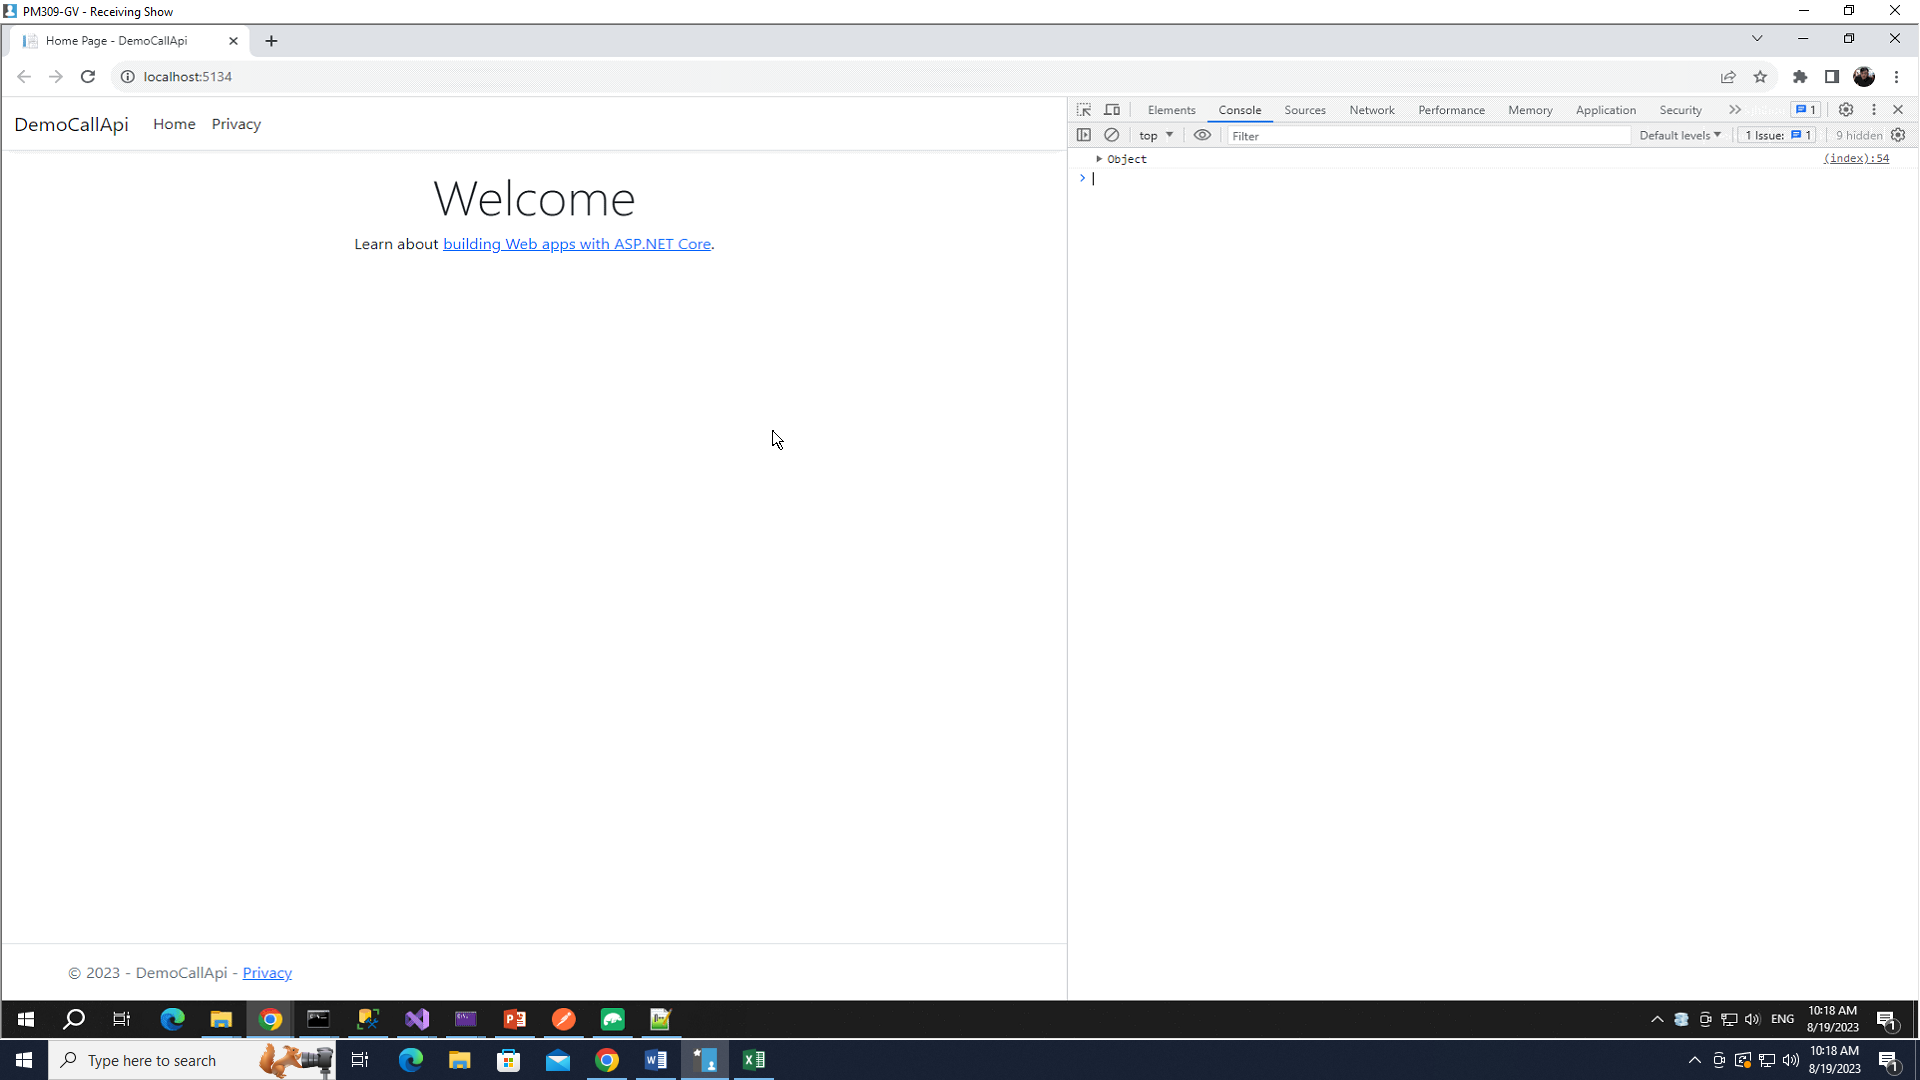 PM309-GV - Receiving Show
Home Page - DemoCallApi
localhost:5134
DemoCallApi Home Privacy
Welcome
Learn about building Web apps with ASP.NET Core.
© 2023 - DemoCallApi - Privacy
Elements Console Sources Network Performance Memory Application Security 1
top Filter Default levels 1 Issue: 1 9 hidden
Object (index):54
ENG 10:18 AM
8/19/2023 1
Type here to search 10:18 AM
8/19/2023 1